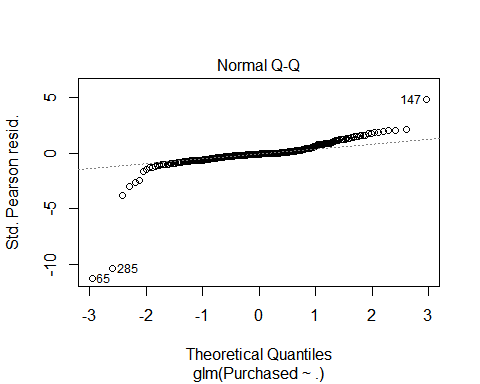 Normal Q-Q
Std. Pearson resid.
5
0
-5
-10
147
285
65
-3 -2 -1 0 1 2 3
Theoretical Quantiles
glm(Purchased ~ .)